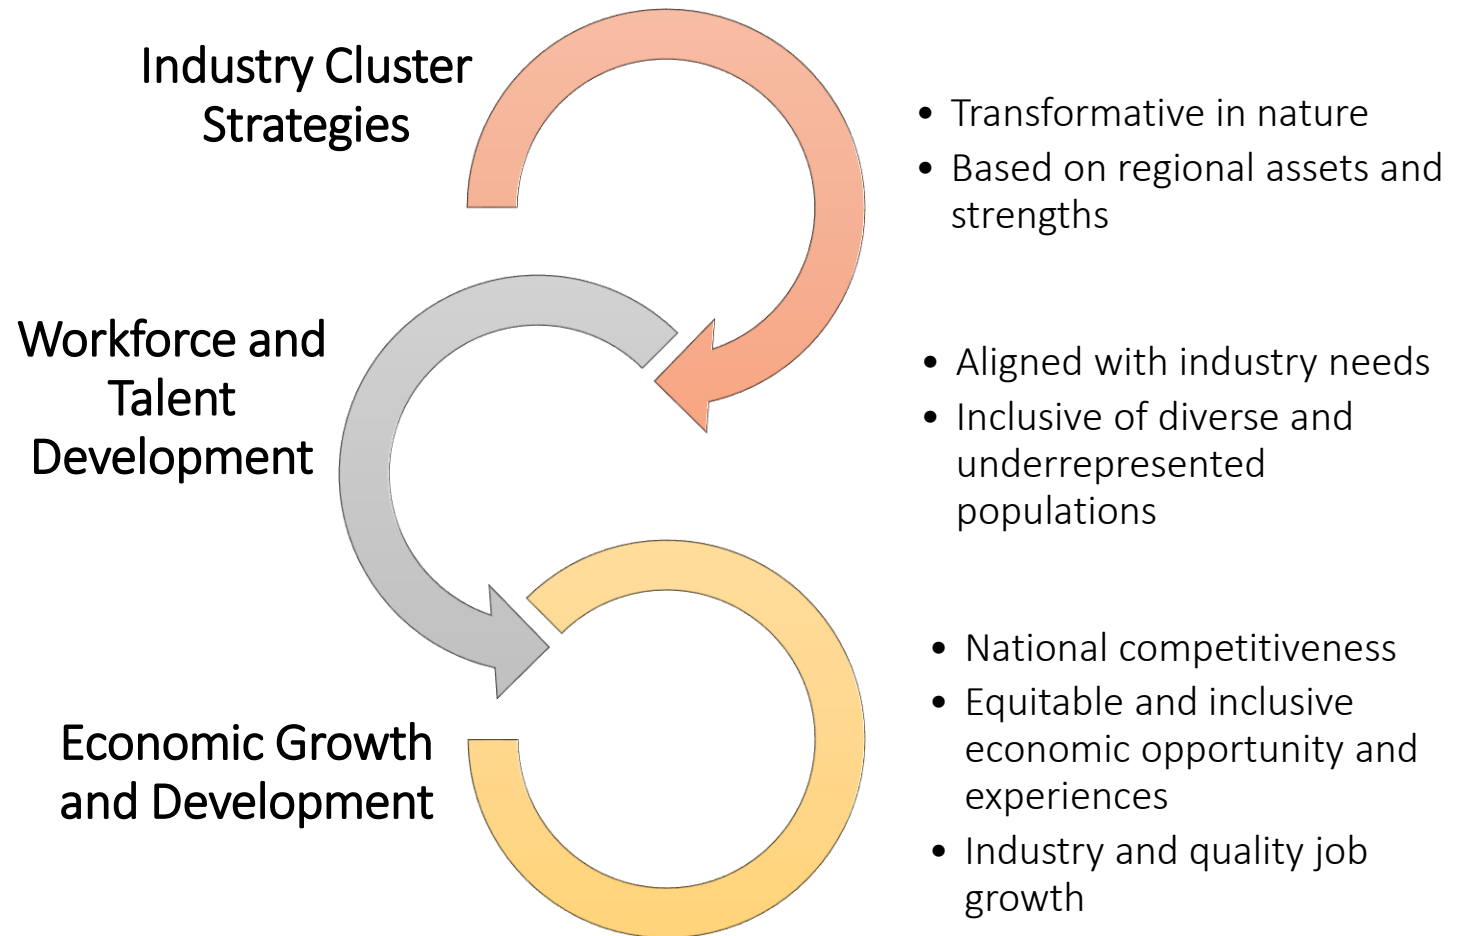 Industry Cluster
Strategies
• Transformative in nature
• Based on regional assets and
strengths
Workforce and
Talent
Development
• Aligned with industry needs
• Inclusive of diverse and
underrepresented
populations
Economic Growth
and Development
• National competitiveness
• Equitable and inclusive
economic opportunity and
experiences
• Industry and quality job
growth